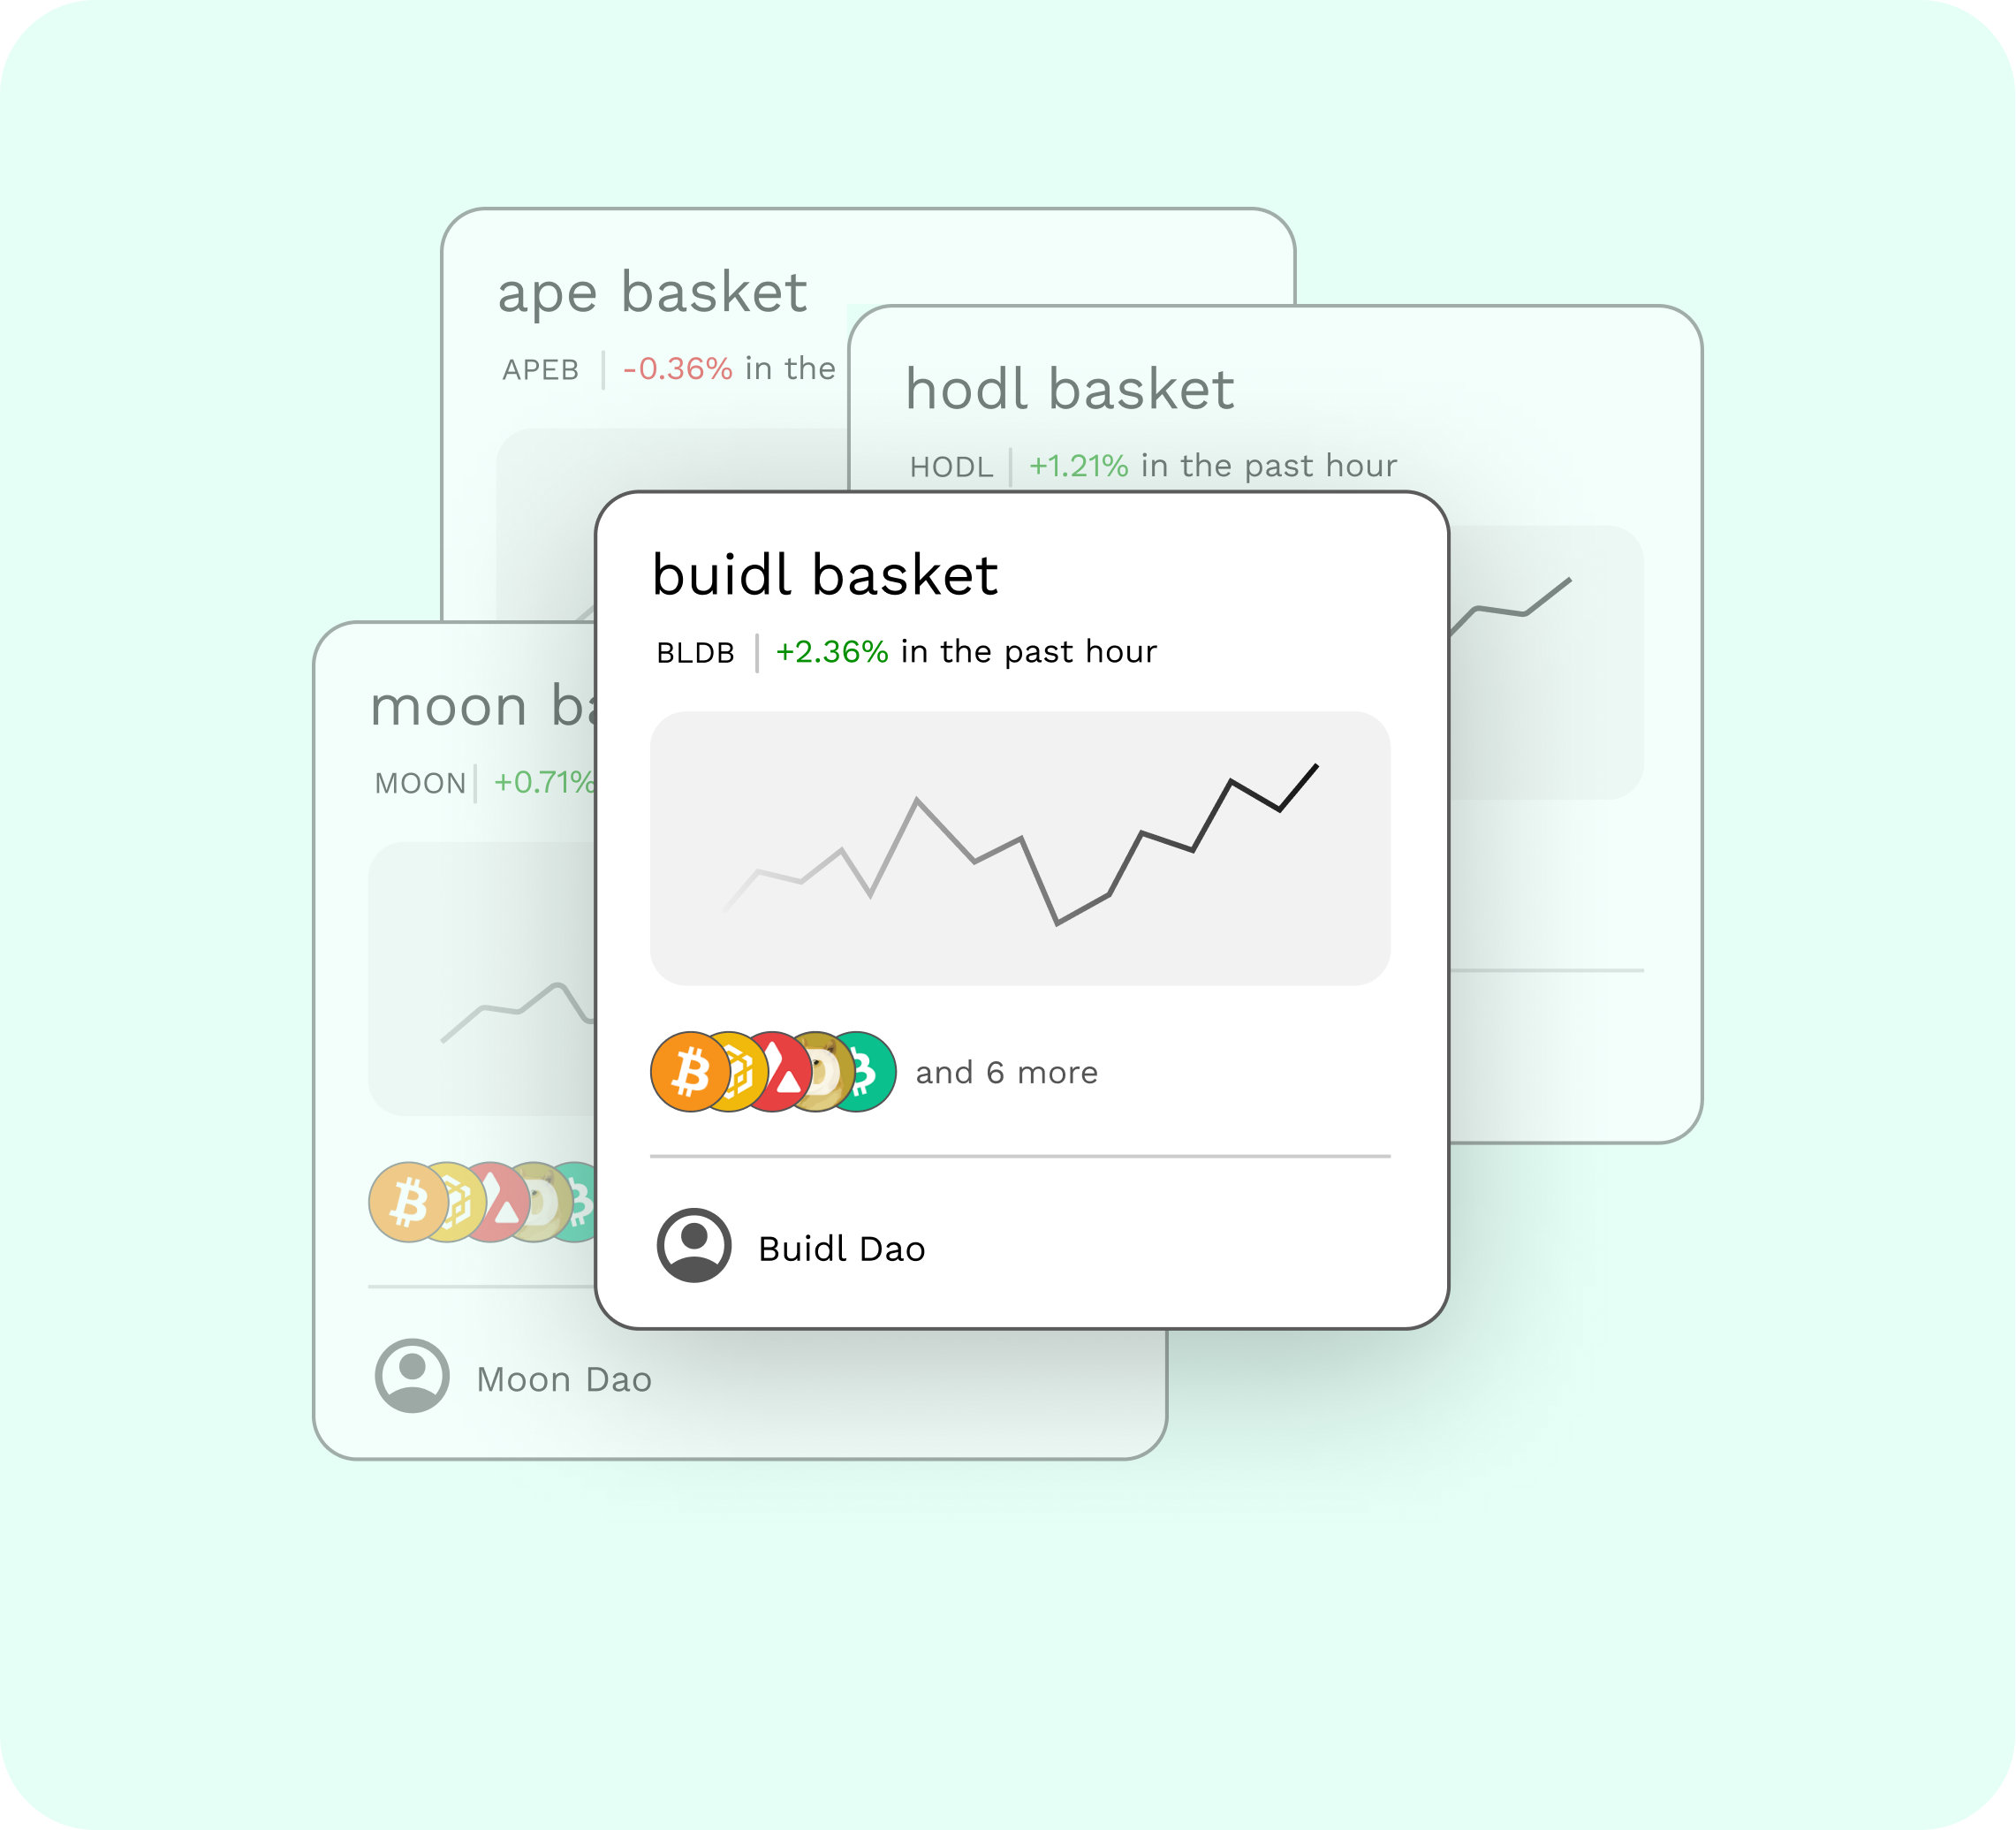 ape basket
APEB -0.36% in the
hodl basket
HODL +1.21% in the past hour
buidl basket
BLDB +2.36% in the past hour
and 6 more
Buidl Dao
moon
MOON +0.71%
Moon Dao